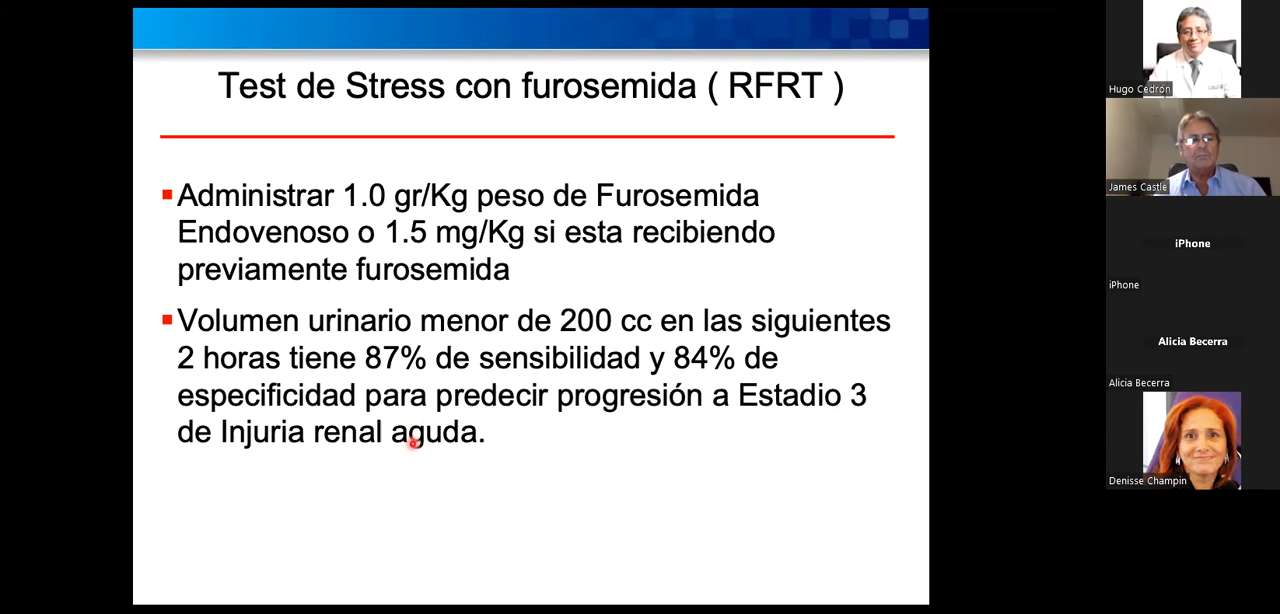 Test de Stress con furosemida ( RFRT )
Administrar 1.0 gr/Kg peso de Furosemida
Endovenoso o 1.5 mg/Kg si esta recibiendo
previamente furosemida
Volumen urinario menor de 200 cc en las siguientes
2 horas tiene 87% de sensibilidad y 84% de
especificidad para predecir progresión a Estadio 3
de Injuria renal aguda.
Hugo Cedrón
James Castle
iPhone
iPhone
Alicia Becerra
Alicia Becerra
Denisse Champin